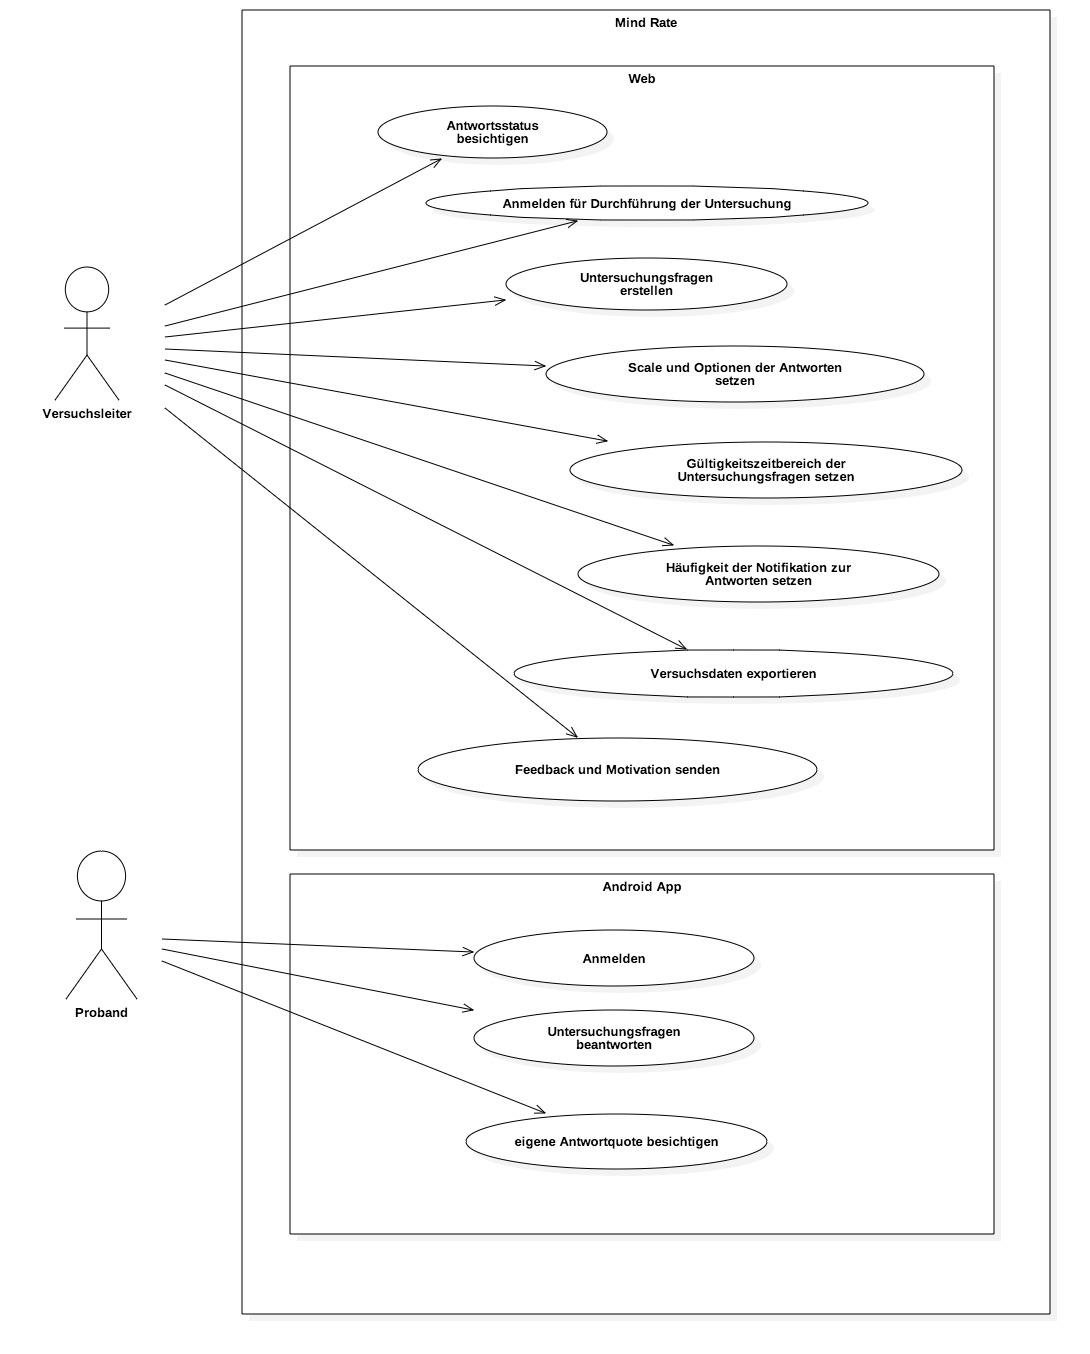 Mind Rate
Web
Antwortsstatus
besichtigen
Anmelden für Durchführung der Untersuchung
Untersuchungsfragen
erstellen
Scale und Optionen der Antworten
setzen
Versuchsleiter
Gültigkeitszeitbereich der
Untersuchungsfragen setzen
Häufigkeit der Notifikation zur
Antworten setzen
Versuchsdaten exportieren
Feedback und Motivation senden
Android App
Anmelden
Proband
Untersuchungsfragen
beantworten
eigene Antwortquote besichtigen